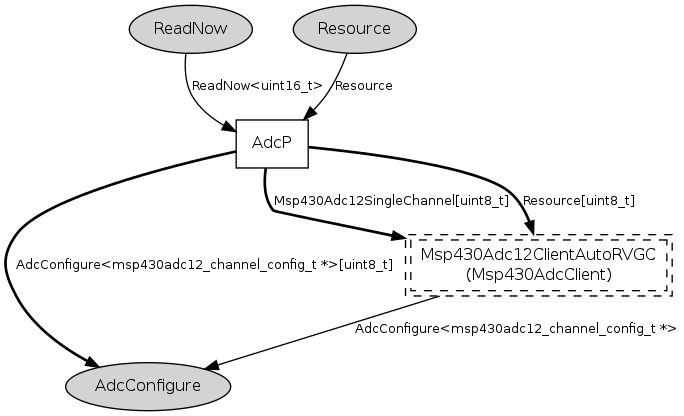 ReadNow
Resource
ReadNow<uint16_t>
Resource
AdcP
Msp430Adc12SingleChannel[uint8_t]
Resource[uint8_t]
AdcConfigure<msp430adc12_channel_config_t *>[uint8_t]
Msp430Adc12ClientAutoRVGC
(Msp430AdcClient)
AdcConfigure<msp430adc12_channel_config_t *>
AdcConfigure